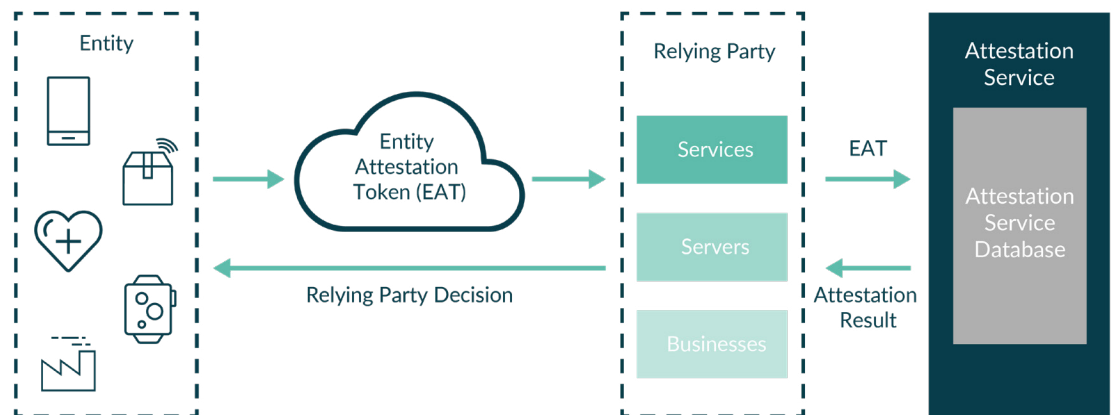 Entity
Entity
Attestation
Token (EAT)
Relying Party Decision
Relying Party
Services
Servers
Businesses
EAT
Attestation
Result
Attestation
Service
Attestation
Service
Database